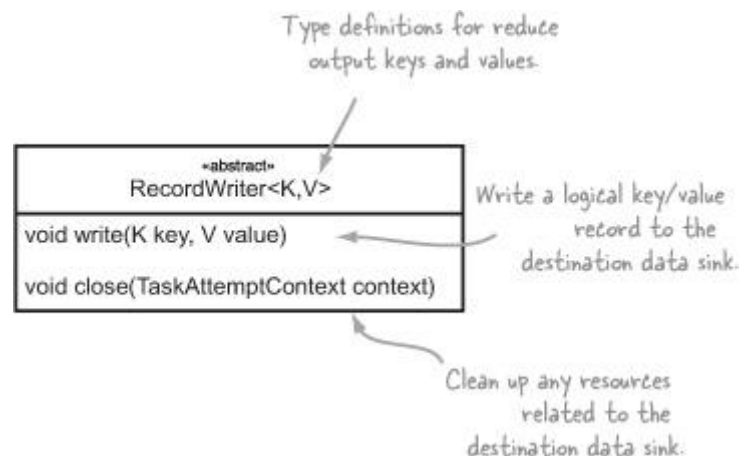 Type definitions for reduce
output keys and values.
«abstract»
RecordWriter<K,V>
void write(K key, V value)
void close(TaskAttemptContext context)
Write a logical key/value
record to the
destination data sink.
Clean up any resources
related to the
destination data sink.